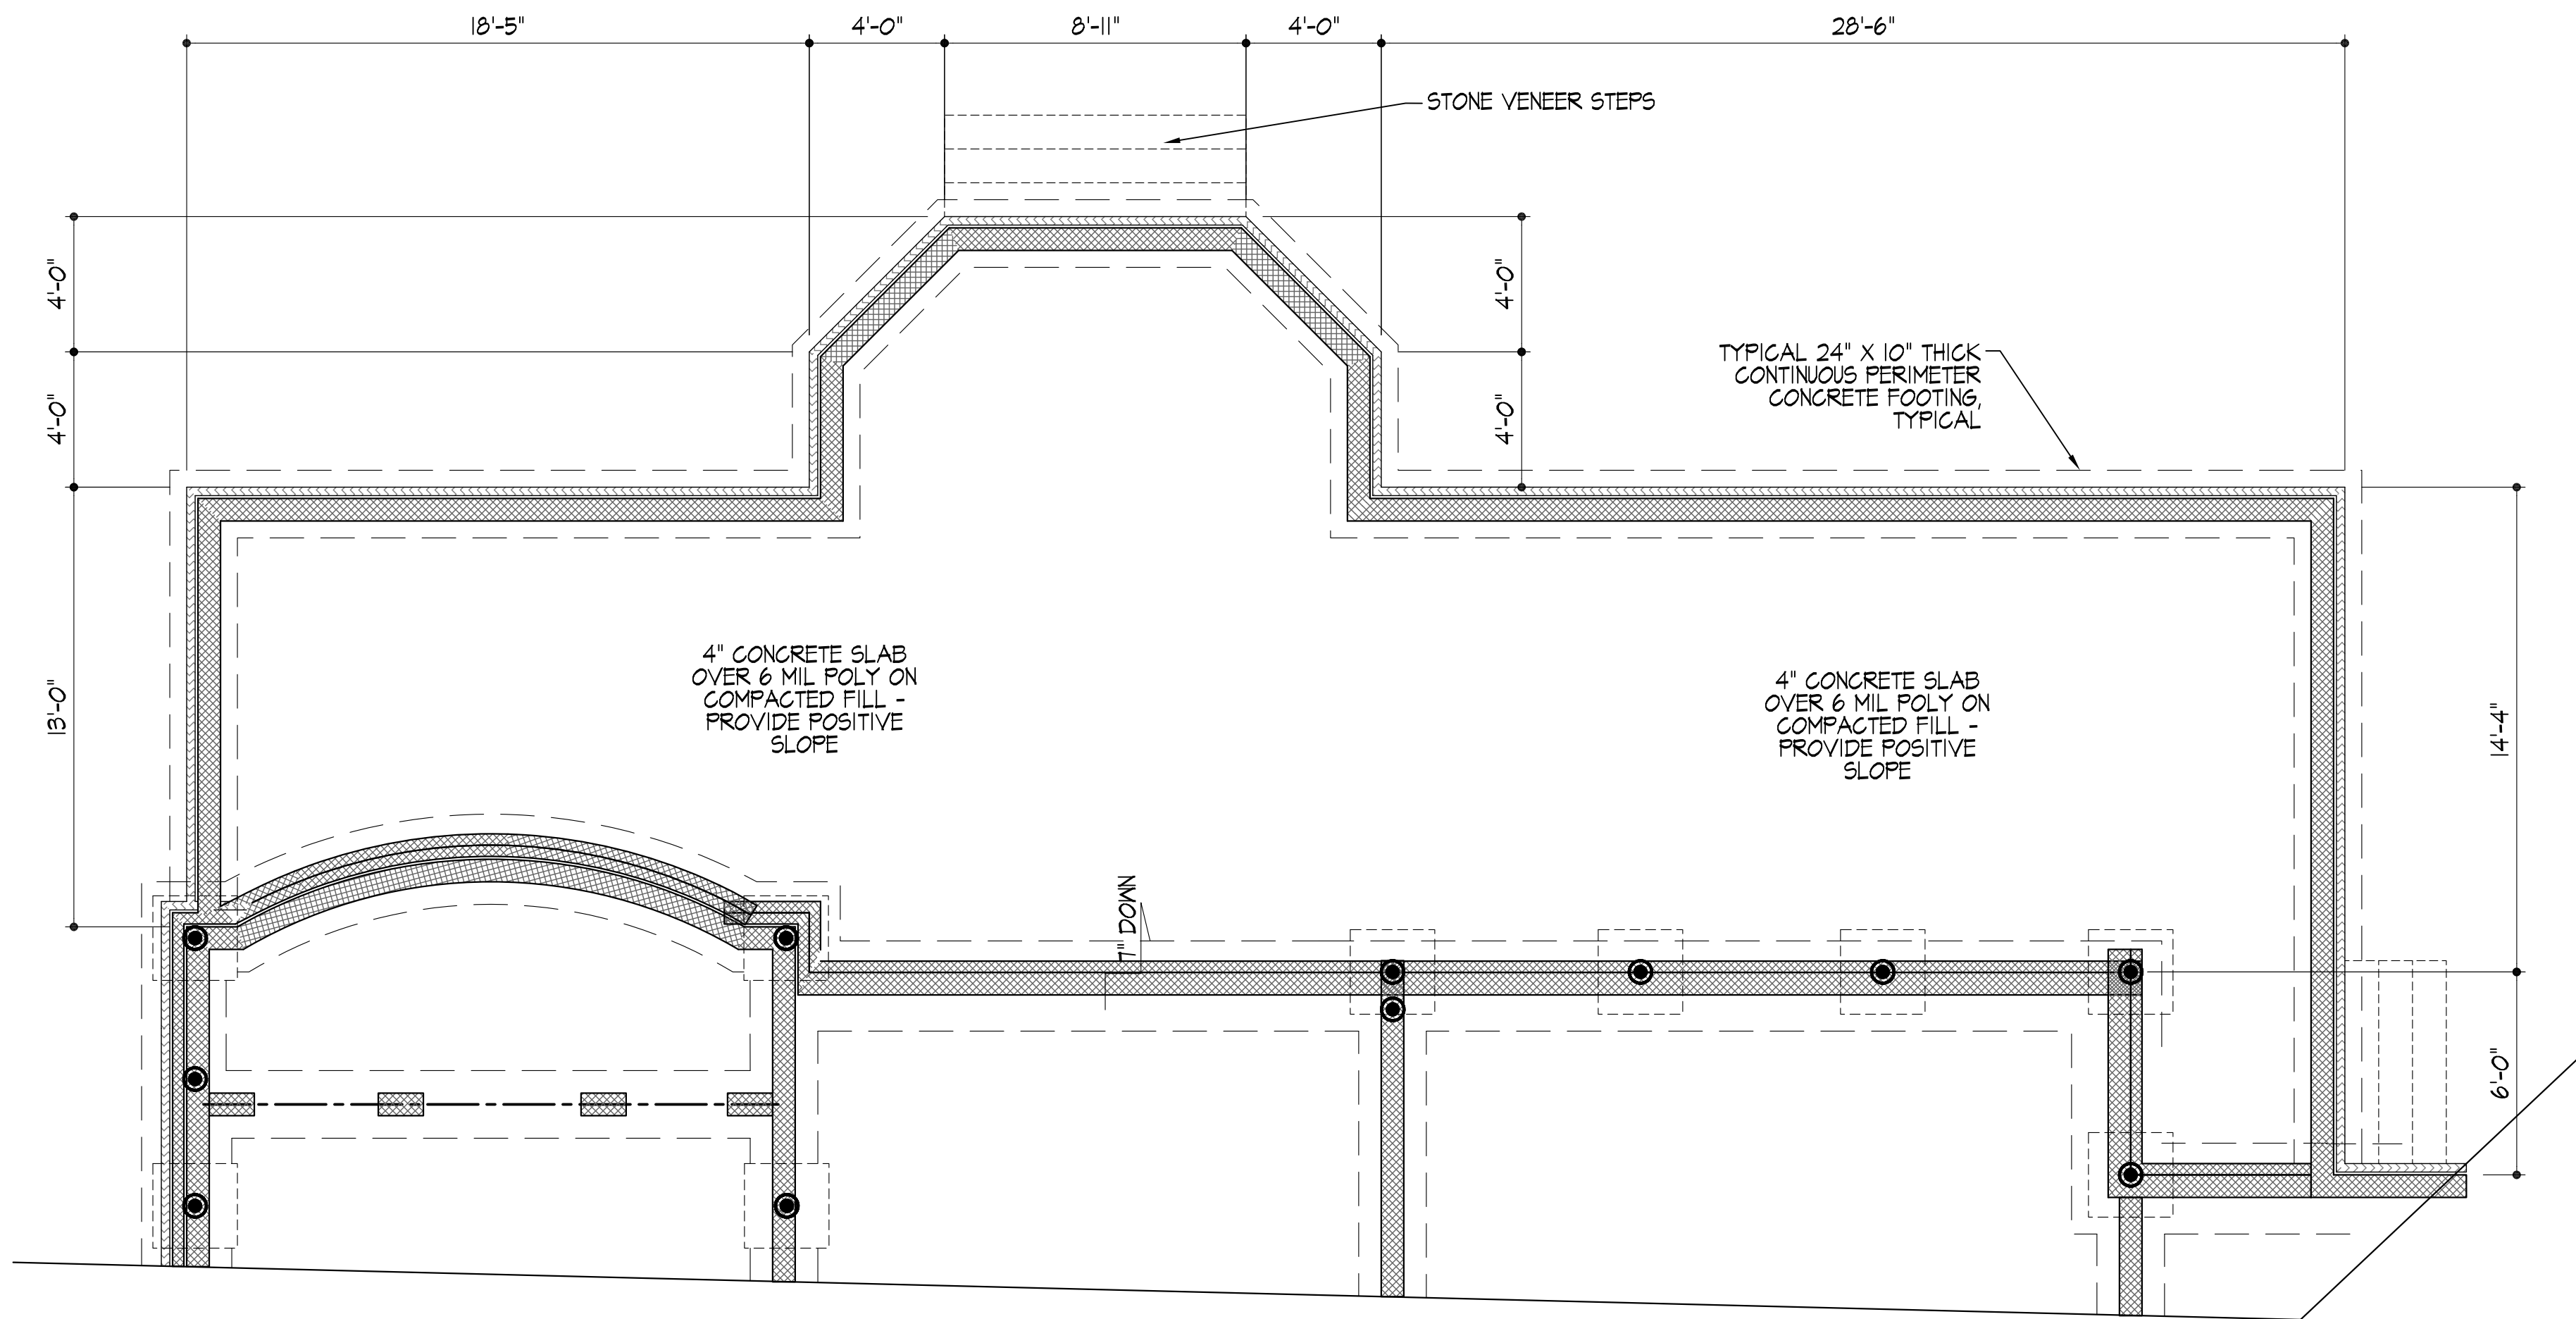 18'-5"
4'-0"
8'-11"
4'-0"
28'-6"
STONE VENEER STEPS
4'-0"
4'-0"
4'-0"
4'-0"
TYPICAL 24" X 10" THICK
CONTINUOUS PERIMETER
CONCRETE FOOTING,
TYPICAL
13'-0"
4" CONCRETE SLAB
OVER 6 MIL POLY ON
COMPACTED FILL -
PROVIDE POSITIVE
SLOPE
4" CONCRETE SLAB
OVER 6 MIL POLY ON
COMPACTED FILL -
PROVIDE POSITIVE
SLOPE
14'-4"
1" DOWN
6'-0"